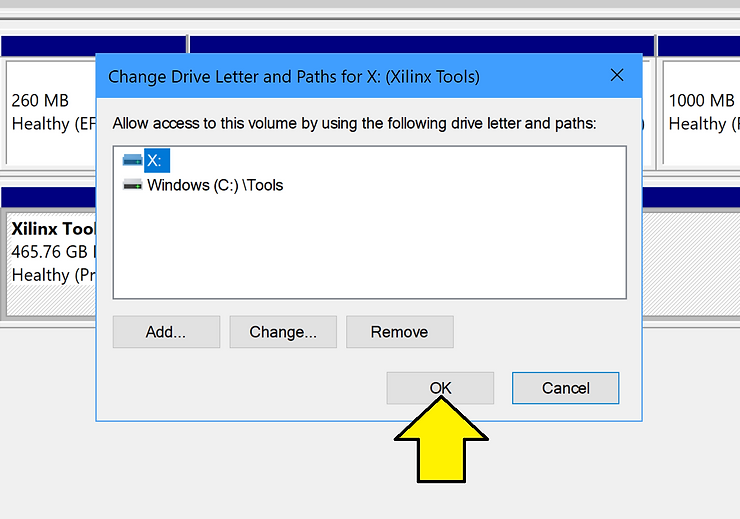 Change Drive Letter and Paths for X: (Xilinx Tools)
260 MB
Healthy (EF
1000 MB
Healthy (
Allow access to this volume by using the following drive letter and paths:
X:
Windows (C:) \Tools
Xilinx Tool
465.76 GB
Healthy (Pr
Add...
Change...
Remove
OK
Cancel